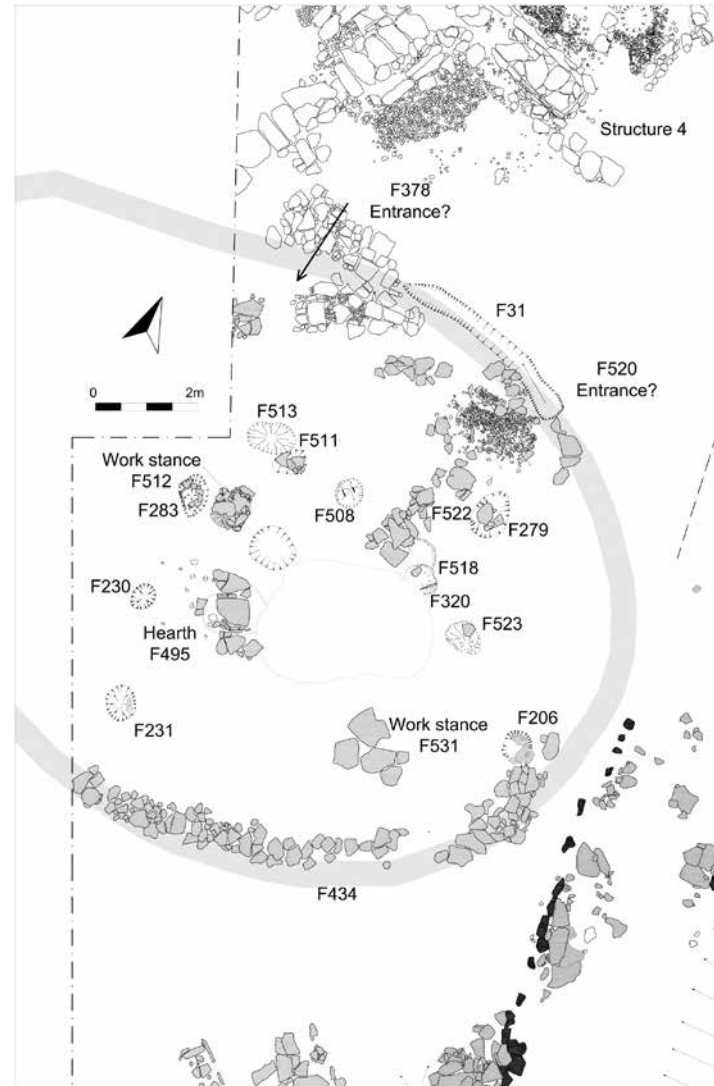 Structure 4
F378
Entrance?
F31
F520
Entrance?
0 2m
F513
F511
Work stance
F512
F283
F508
F522
F279
F518
F230
F320
Hearth
F495
F523
F231
Work stance
F531
F206
F434